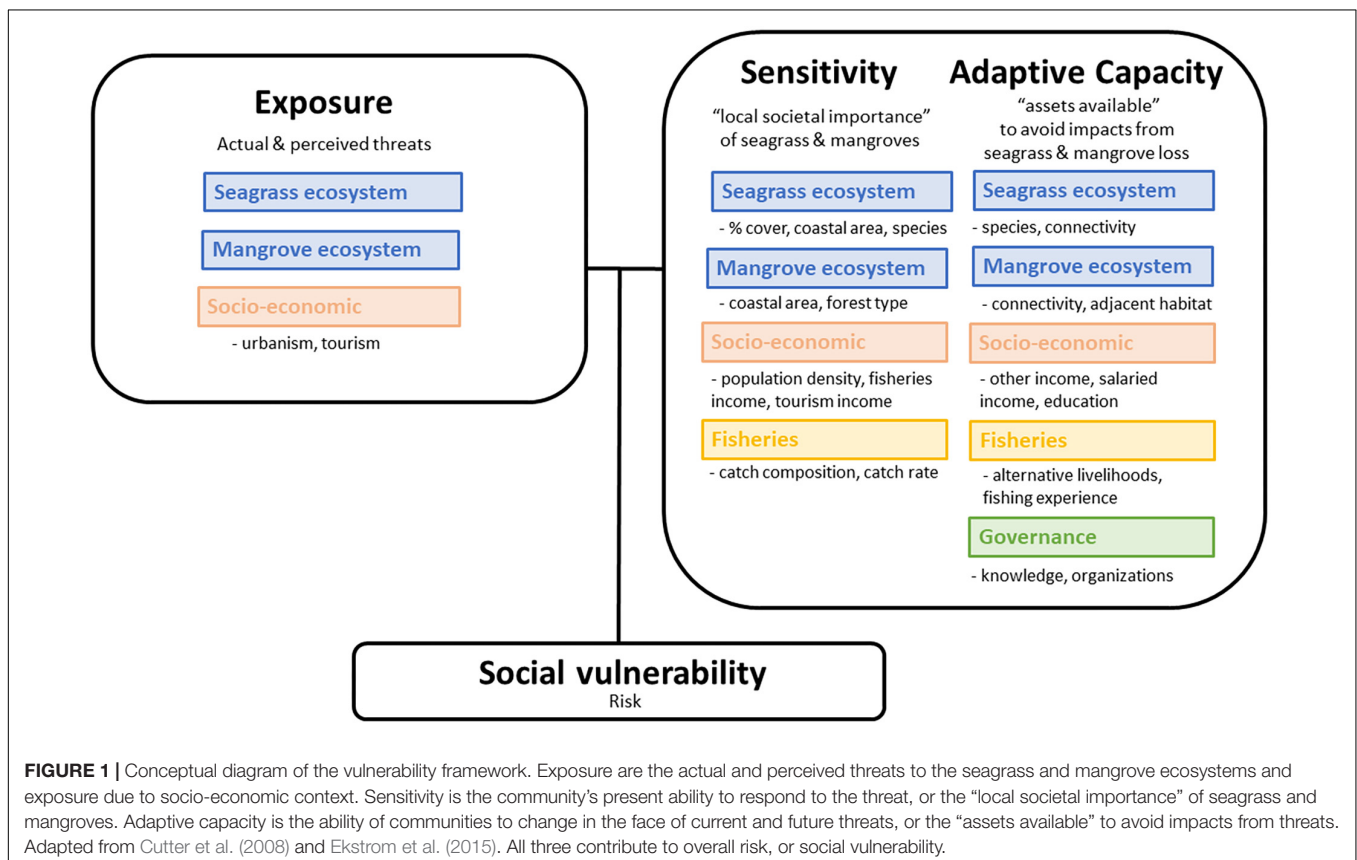 Exposure
Actual & perceived threats
Seagrass ecosystem
Mangrove ecosystem
Socio-economic
- urbanism, tourism
Sensitivity
"local societal importance"
of seagrass & mangroves
Seagrass ecosystem
- % cover, coastal area, species
Mangrove ecosystem
- coastal area, forest type
Socio-economic
- population density, fisheries
income, tourism income
Fisheries
- catch composition, catch rate
Adaptive Capacity
"assets available"
to avoid impacts from
seagrass & mangrove loss
Seagrass ecosystem
- species, connectivity
Mangrove ecosystem
- connectivity, adjacent habitat
Socio-economic
- other income, salaried
income, education
Fisheries
- alternative livelihoods,
fishing experience
Governance
- knowledge, organizations
Social vulnerability
Risk
FIGURE 1 | Conceptual diagram of the vulnerability framework. Exposure are the actual and perceived threats to the seagrass and mangrove ecosystems and
exposure due to socio-economic context. Sensitivity is the community's present ability to respond to the threat, or the "local societal importance" of seagrass and
mangroves. Adaptive capacity is the ability of communities to change in the face of current and future threats, or the "assets available" to avoid impacts from threats.
Adapted from Cutter et al. (2008) and Ekstrom et al. (2015). All three contribute to overall risk, or social vulnerability.